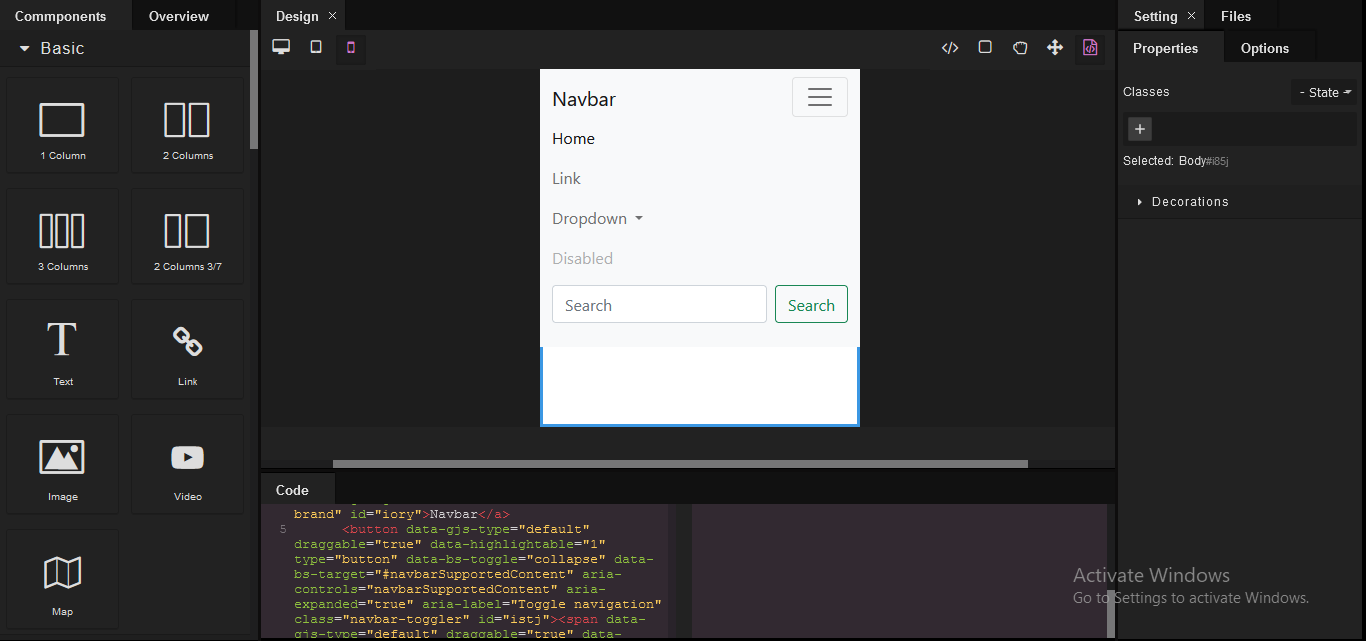 Commponents
Overview
Basic
1 Column
2 Columns
3 Columns
2 Columns 3/7
Text
Link
Image
Video
Map
Design ×
Navbar
Home
Link
Dropdown
Disabled
Search
Search
Code
brand" id="iory">Navbar</a>
5 <button data-gjs-type="default"
draggable="true" data-highlightable="1"
type="button" data-bs-toggle="collapse" data-
bs-target="#navbarSupportedContent" aria-
controls="navbarSupportedContent" aria-
expanded="true" aria-label="Toggle navigation"
class="navbar-toggler" id="istj"><span data-
gjs-type="default" draggable="true" data-
Setting ×
Files
Properties
Options
Classes
- State -
+
Selected: Body#i85j
Decorations
Activate Windows
Go to Settings to activate Windows.